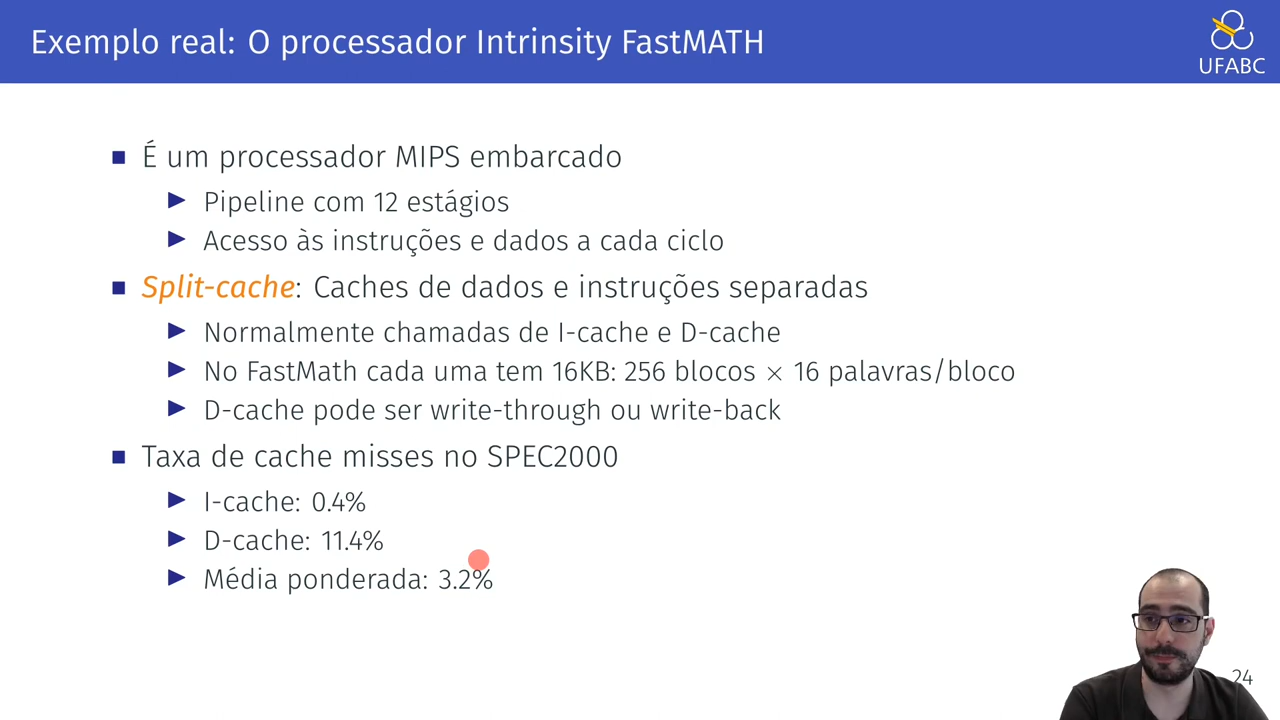 Exemplo real: O processador Intrinsity FastMATH
UFABC
É um processador MIPS embarcado
Pipeline com 12 estágios
Acesso às instruções e dados a cada ciclo
Split-cache: Caches de dados e instruções separadas
Normalmente chamadas de I-cache e D-cache
No FastMath cada uma tem 16KB: 256 blocos × 16 palavras/bloco
D-cache pode ser write-through ou write-back
Taxa de cache misses no SPEC2000
I-cache: 0.4%
D-cache: 11.4%
Média ponderada: 3.2%
24